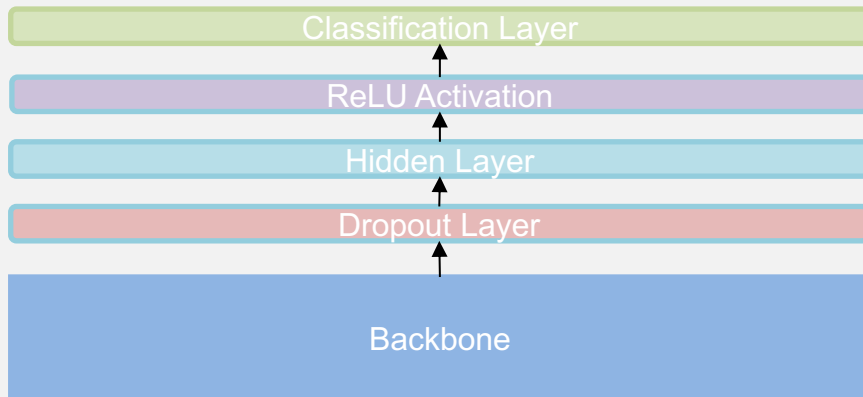 Classification Layer
ReLU Activation
Hidden Layer
Dropout Layer
Backbone